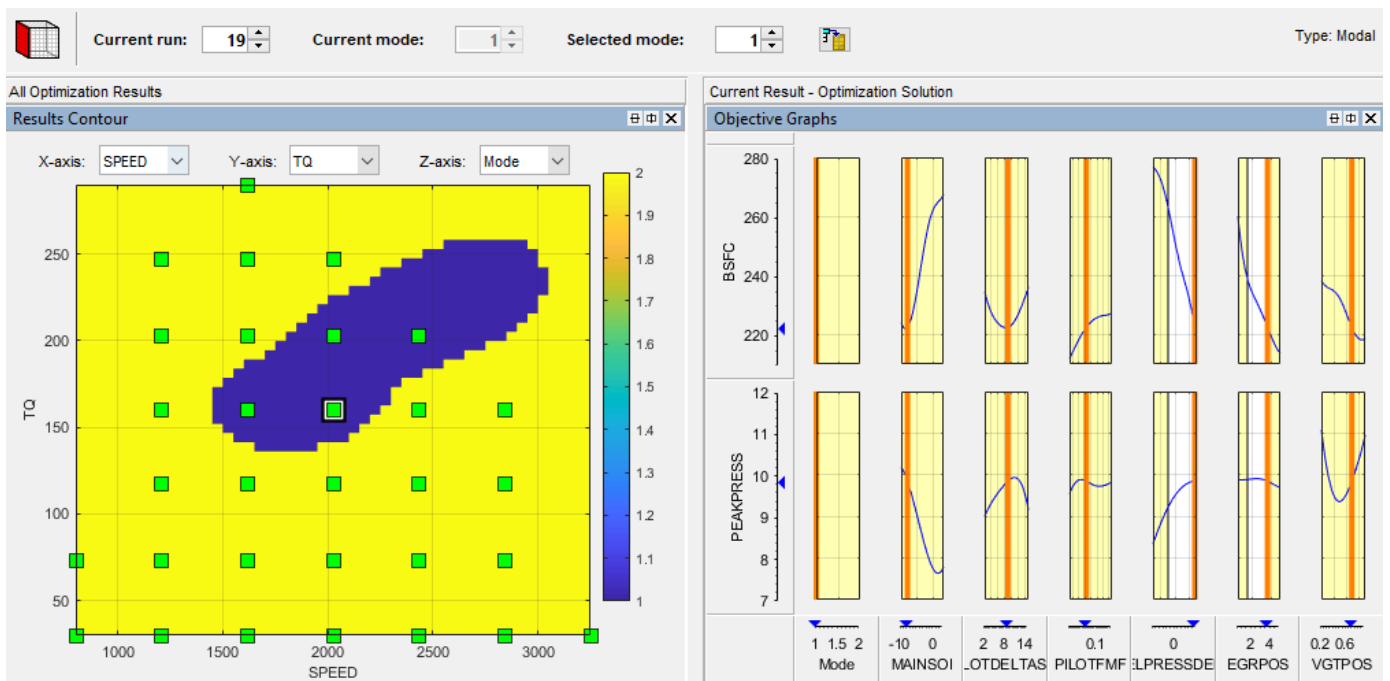 Current run: 19 Current mode: 1 Selected mode: 1 Type: Modal
All Optimization Results
Results Contour
X-axis: SPEED Y-axis: TQ Z-axis: Mode
250
200
150
100
50
TQ
1000 1500 2000 2500 3000
SPEED
2
1.9
1.8
1.7
1.6
1.5
1.4
1.3
1.2
1.1
1
Current Result - Optimization Solution
Objective Graphs
280
260
240
220
BSFC
12
11
10
9
8
7
PEAKPRESS
1 1.5 2 -10 0 2 8 14 0.1 0 2 4 0.2 0.6
Mode MAINSOI .OTDELTAS PILOTFMF ELPRESSDE EGRPOS VGTPOS